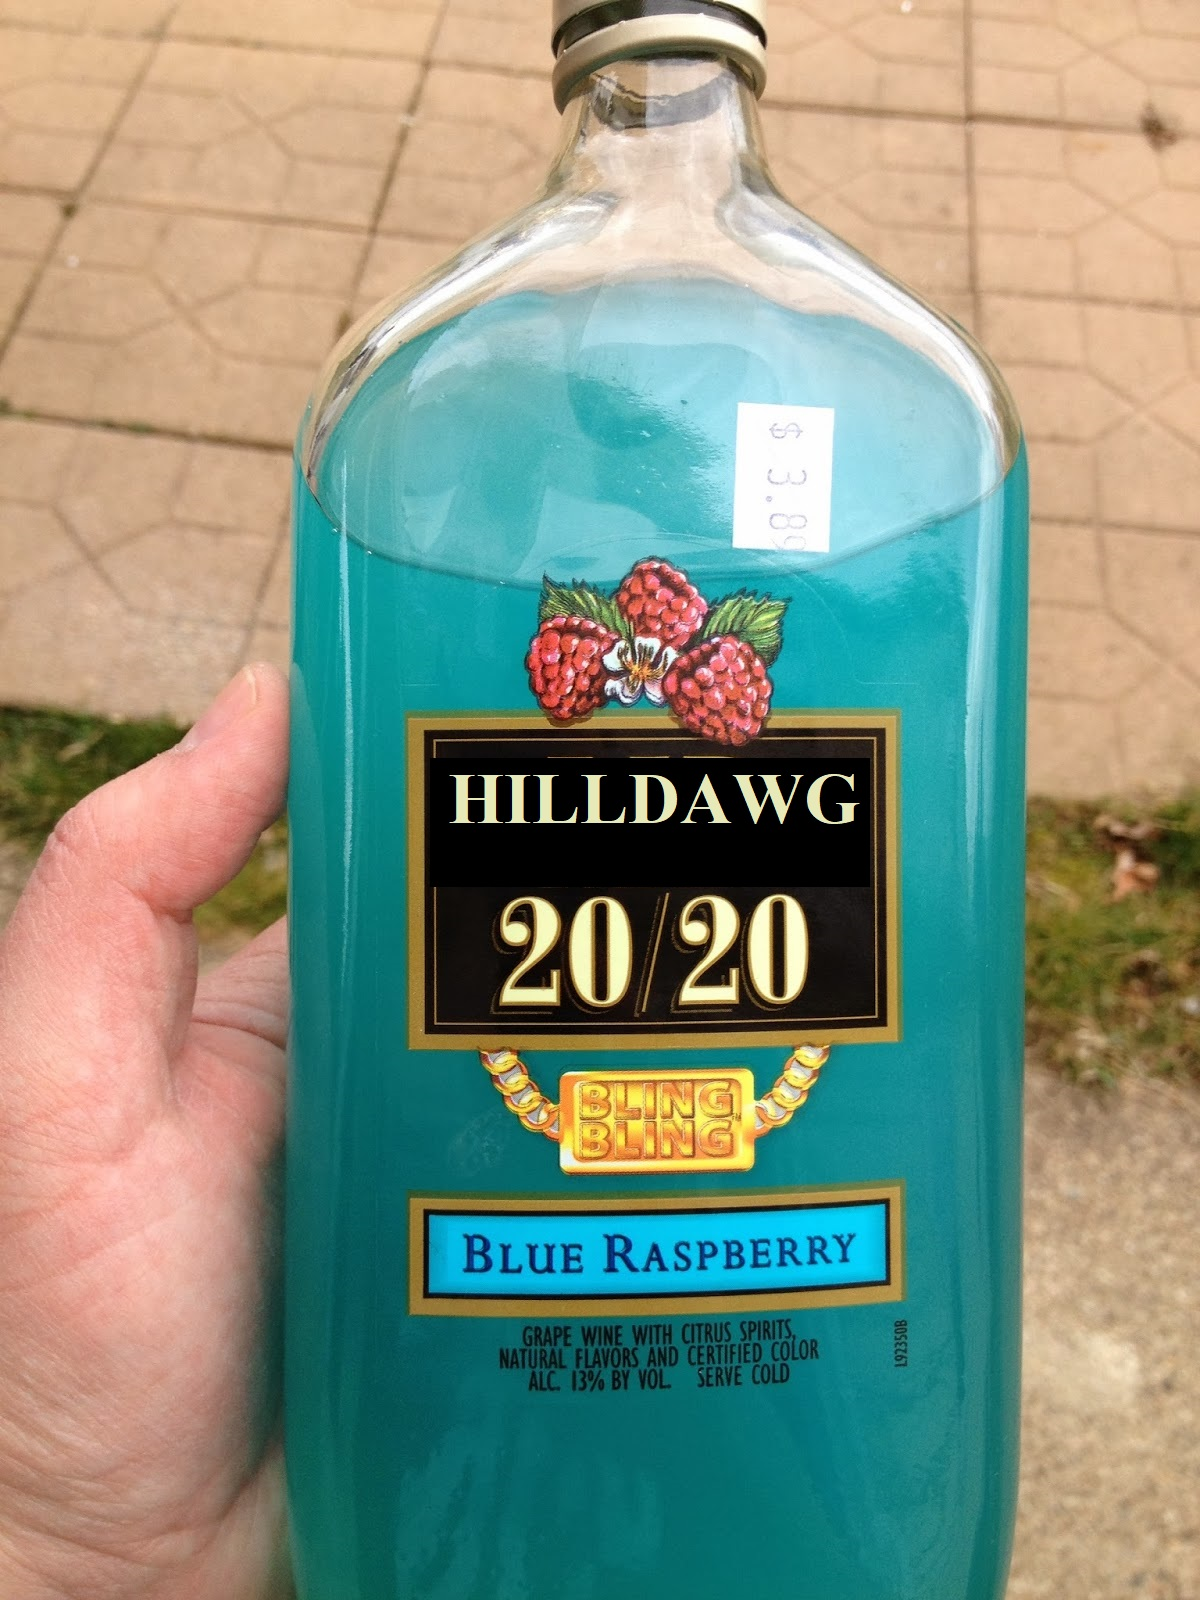 $ 3.89
HILLDAWG
20/20
BLING
BLING
BLUE RASPBERRY
GRAPE WINE WITH CITRUS SPIRITS,
NATURAL FLAVORS AND CERTIFIED COLOR
ALC. 13% BY VOL. SERVE COLD
L92350B